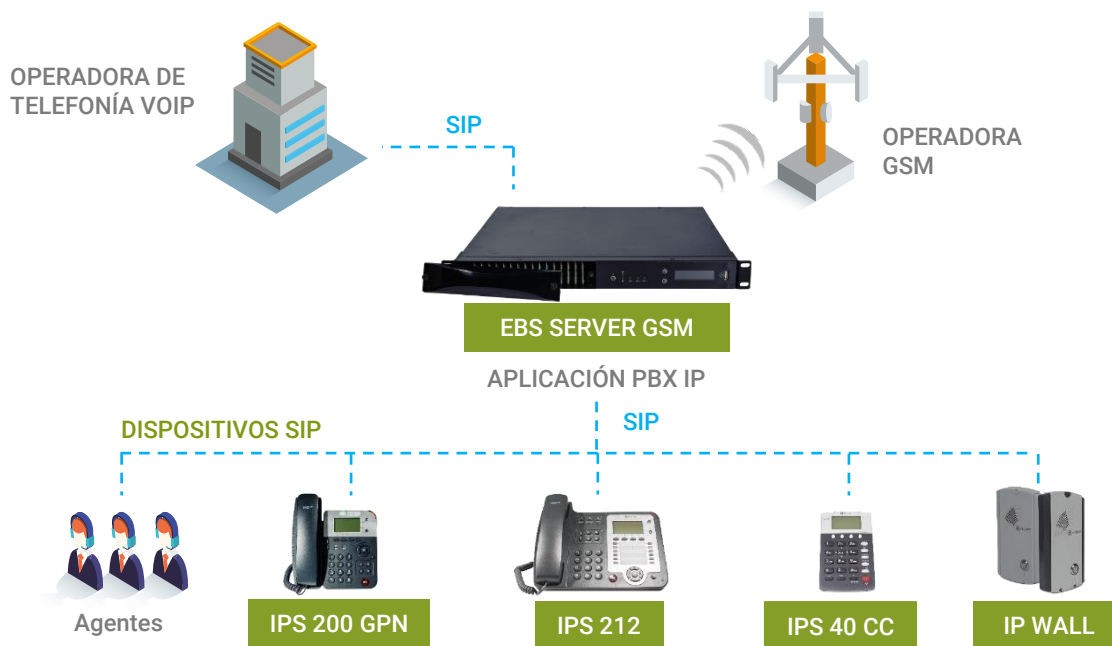 OPERADORA DE
TELEFONÍA VOIP
SIP
OPERADORA
GSM
EBS SERVER GSM
APLICACIÓN PBX IP
SIP
DISPOSITIVOS SIP
Agentes
IPS 200 GPN
IPS 212
IPS 40 CC
IP WALL